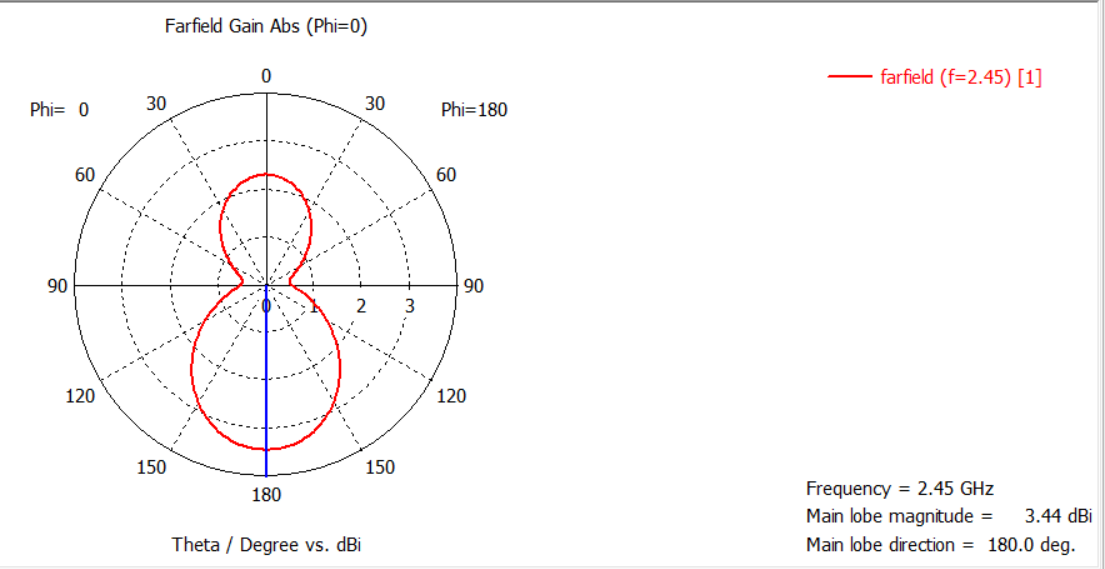 Farfield Gain Abs (Phi=0)
farfield (f=2.45) [1]
0
Phi= 0
30
30
Phi=180
60
60
90
90
0
1
2
3
120
120
150
150
180
Frequency = 2.45 GHz
Main lobe magnitude = 3.44 dBi
Main lobe direction = 180.0 deg.
Theta / Degree vs. dBi